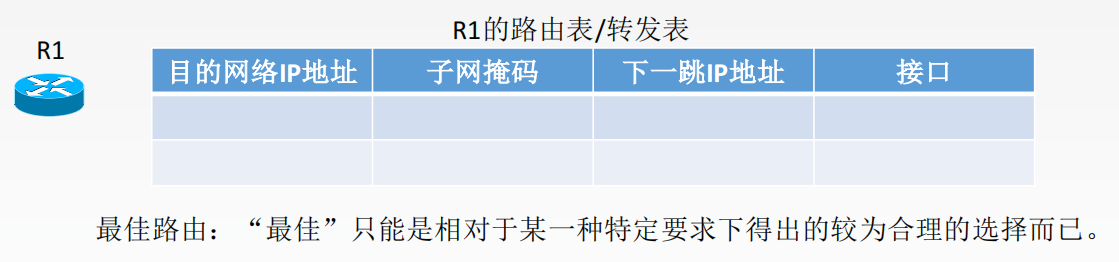 R1的路由表/转发表
R1
目的网络IP地址 子网掩码 下一跳IP地址 接口
最佳路由：“最佳”只能是相对于某一种特定要求下得出的较为合理的选择而已。